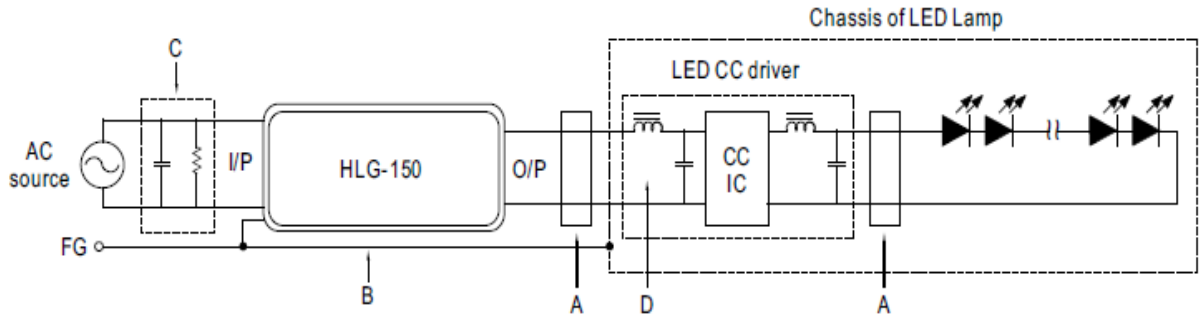 Chassis of LED Lamp
C
LED CC driver
AC
source
I/P
HLG-150
O/P
CC
IC
FG
B
A
D
A